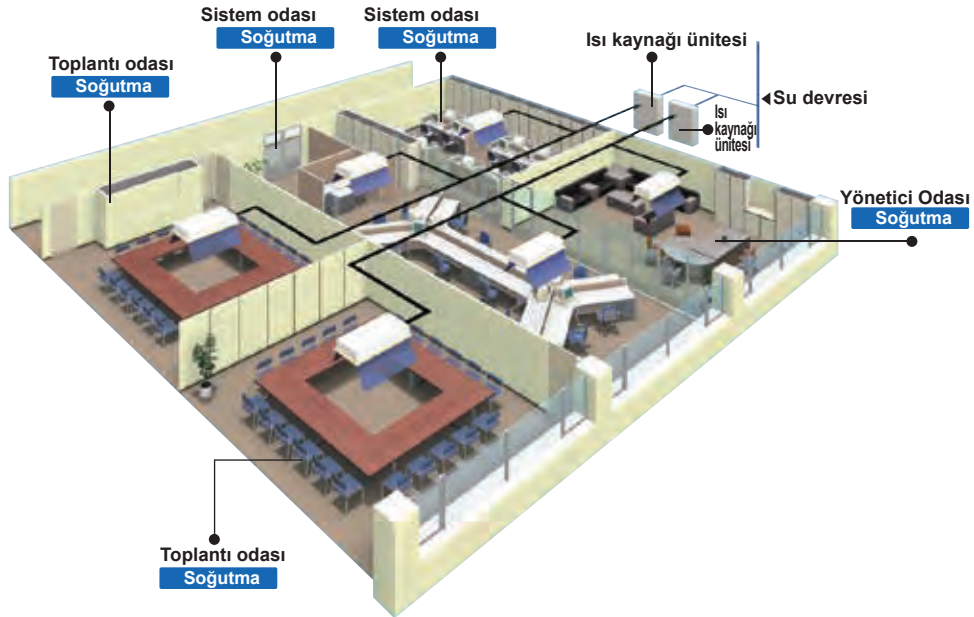 Sistem odası
Soğutma
Sistem odası
Soğutma
Isı kaynağı ünitesi
Toplantı odası
Soğutma
◀Su devresi
Isı
kaynağı
ünitesi
Yönetici Odası
Soğutma
Toplantı odası
Soğutma